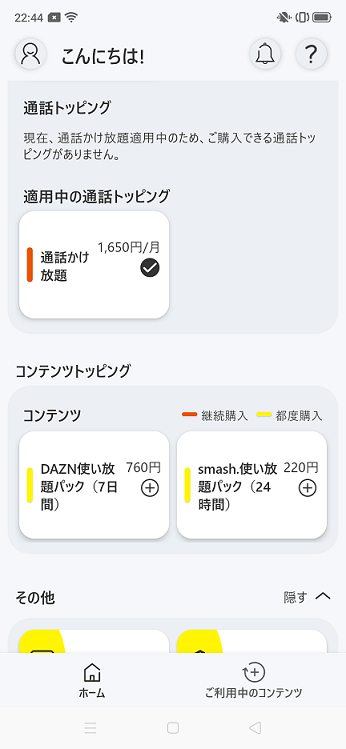 22:44
こんにちは!
?
通話トッピング
現在、通話かけ放題適用中のため、ご購入できる通話トッ
ピングがありません。
適用中の通話トッピング
通話かけ
放題
1,650円/月
コンテンツトッピング
コンテンツ
継続購入
都度購入
DAZN使い放
題パック（7日
間）
760円
smash.使い放
題パック（24
時間）
220円
その他
隠す
ホーム
ご利用中のコンテンツ